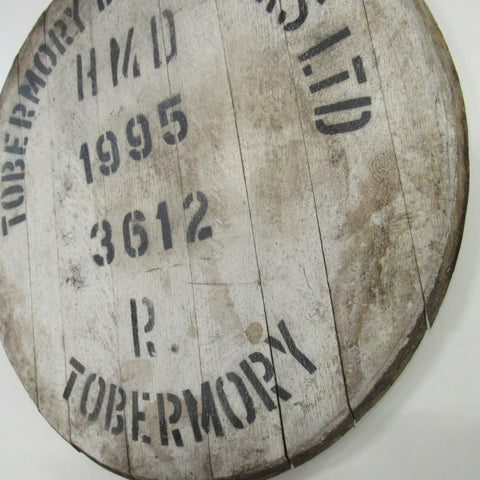 TOBERMORY LTD
HMD
1995
3612
R.
TOBERMORY